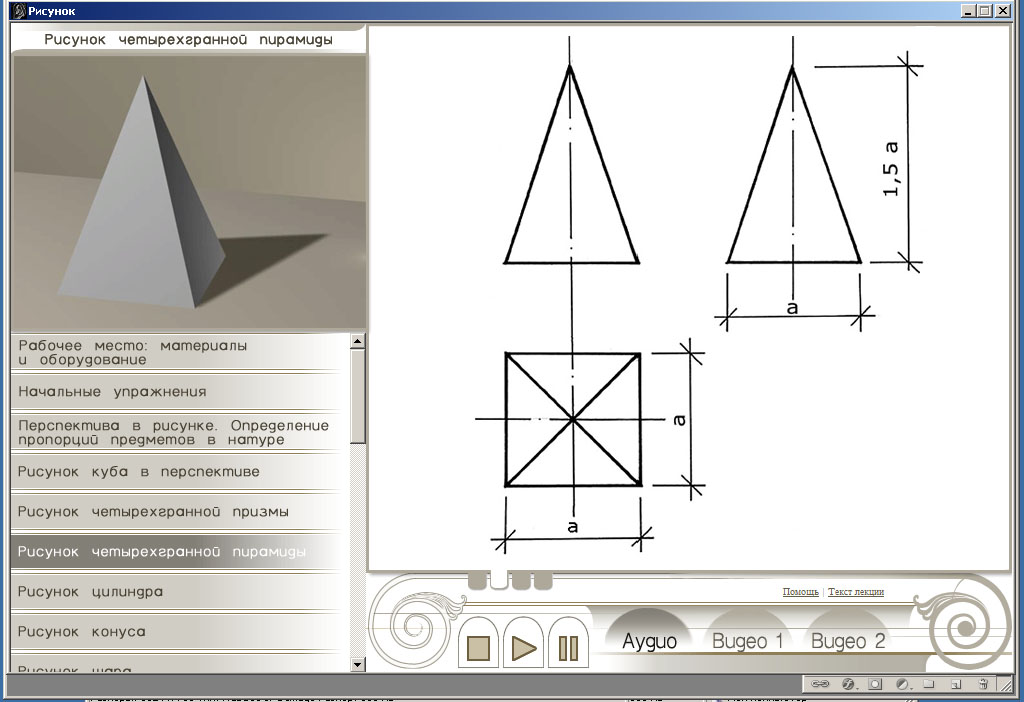 Рисунок
Рисунок четырехгранной пирамиды
Рабочее место: материалы
и оборудование
Начальные упражнения
Перспектива в рисунке. Определение
пропорций предметов в натуре
Рисунок куба в перспективе
Рисунок четырехгранной призмы
Рисунок четырехгранной пирамиды
Рисунок цилиндра
Рисунок конуса
Рисунок шара
1,5 а
а
а
а
Помощь | Текст лекции
Аудио Видео 1 Видео 2